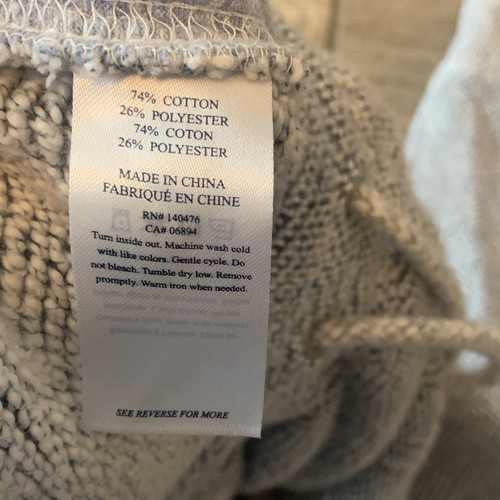 74% COTTON
26% POLYESTER
74% COTON
26% POLYESTER
MADE IN CHINA
FABRIQUÉ EN CHINE
RN# 140476
CA# 06894
Turn inside out. Machine wash cold
with like colors. Gentle cycle. Do
not bleach. Tumble dry low. Remove
promptly. Warm iron when needed.
SEE REVERSE FOR MORE